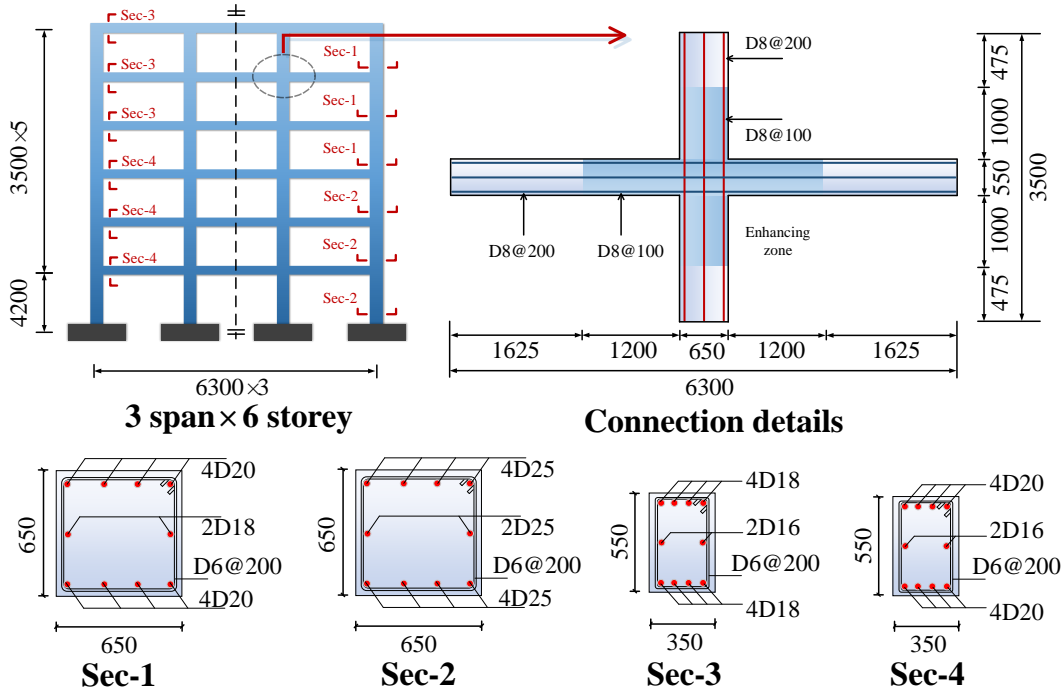 Sec-3
Sec-3
Sec-3
Sec-4
Sec-4
Sec-4
Sec-1
Sec-1
Sec-1
Sec-2
Sec-2
Sec-2
3500×5
4200
6300×3
3 span×6 storey
D8@200
D8@100
D8@200
D8@100
Enhancing
zone
475
1000
550
1000
475
3500
1625
1200
650
1200
1625
6300
Connection details
4D20
2D18
D6@200
4D20
650
650
Sec-1
4D25
2D25
D6@200
4D25
650
650
Sec-2
4D18
2D16
D6@200
4D18
550
350
Sec-3
4D20
2D16
D6@200
4D20
550
350
Sec-4